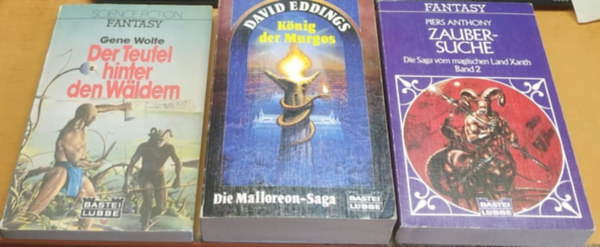 SCIENCE FICTION
FANTASY
Gene Wolfe
Der Teufel
hinter
den Wäldern
BASTEI
LÜBBE
DAVID EDDINGS
König
der Murgos
Die Malloreon-Saga
BASTEI
LÜBBE
FANTASY
PIERS ANTHONY
ZAUBER-
SUCHE
Die Saga vom magischen Land Xanth
Band 2
BASTEI
LÜBBE